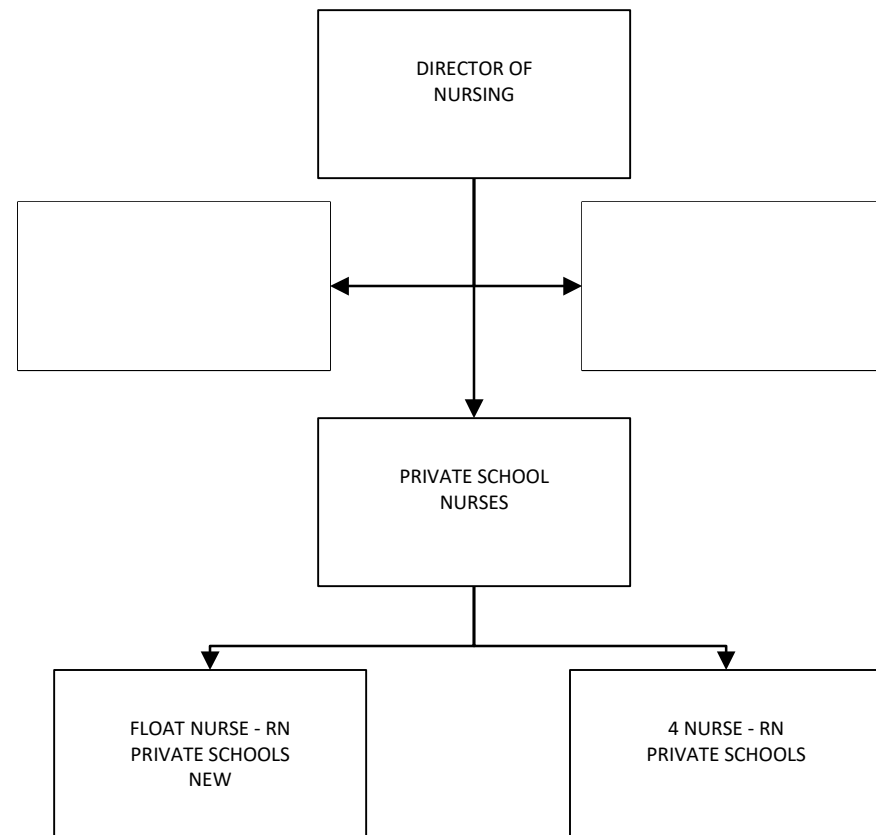 DIRECTOR OF
NURSING
PRIVATE SCHOOL
NURSES
FLOAT NURSE - RN
PRIVATE SCHOOLS
NEW
4 NURSE - RN
PRIVATE SCHOOLS